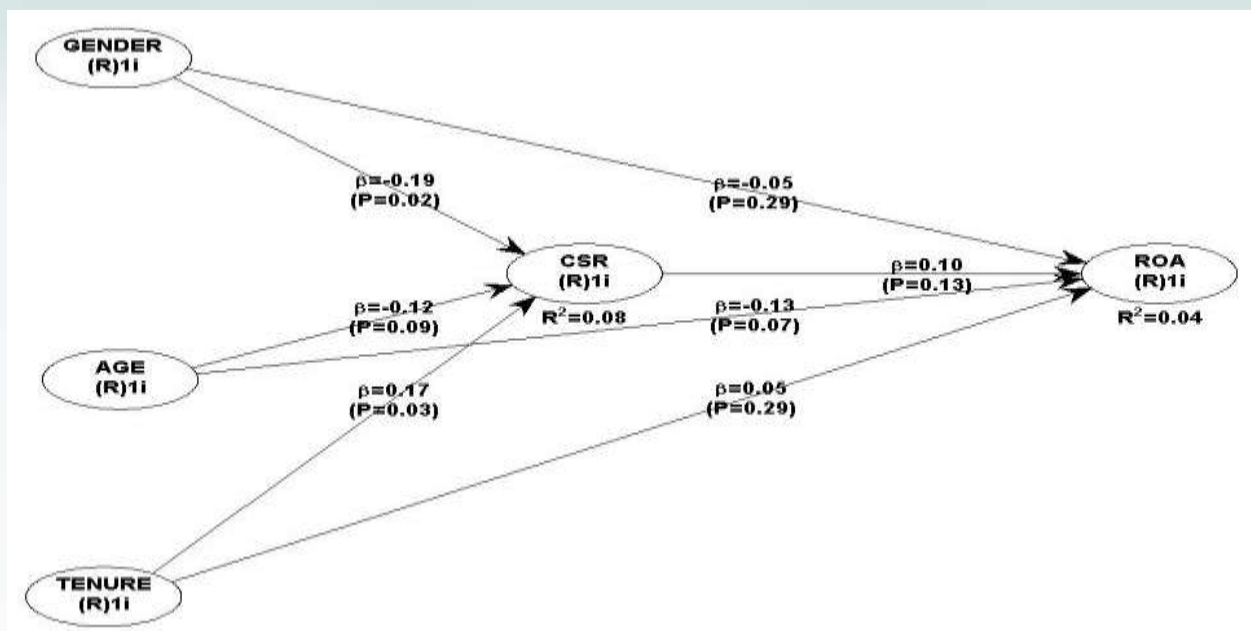 GENDER
(R)1i
β=-0.19
(P=0.02)
β=-0.05
(P=0.29)
CSR
(R)1i
R²=0.08
β=0.10
(P=0.13)
ROA
(R)1i
R²=0.04
β=-0.12
(P=0.09)
β=-0.13
(P=0.07)
AGE
(R)1i
β=0.17
(P=0.03)
β=0.05
(P=0.29)
TENURE
(R)1i